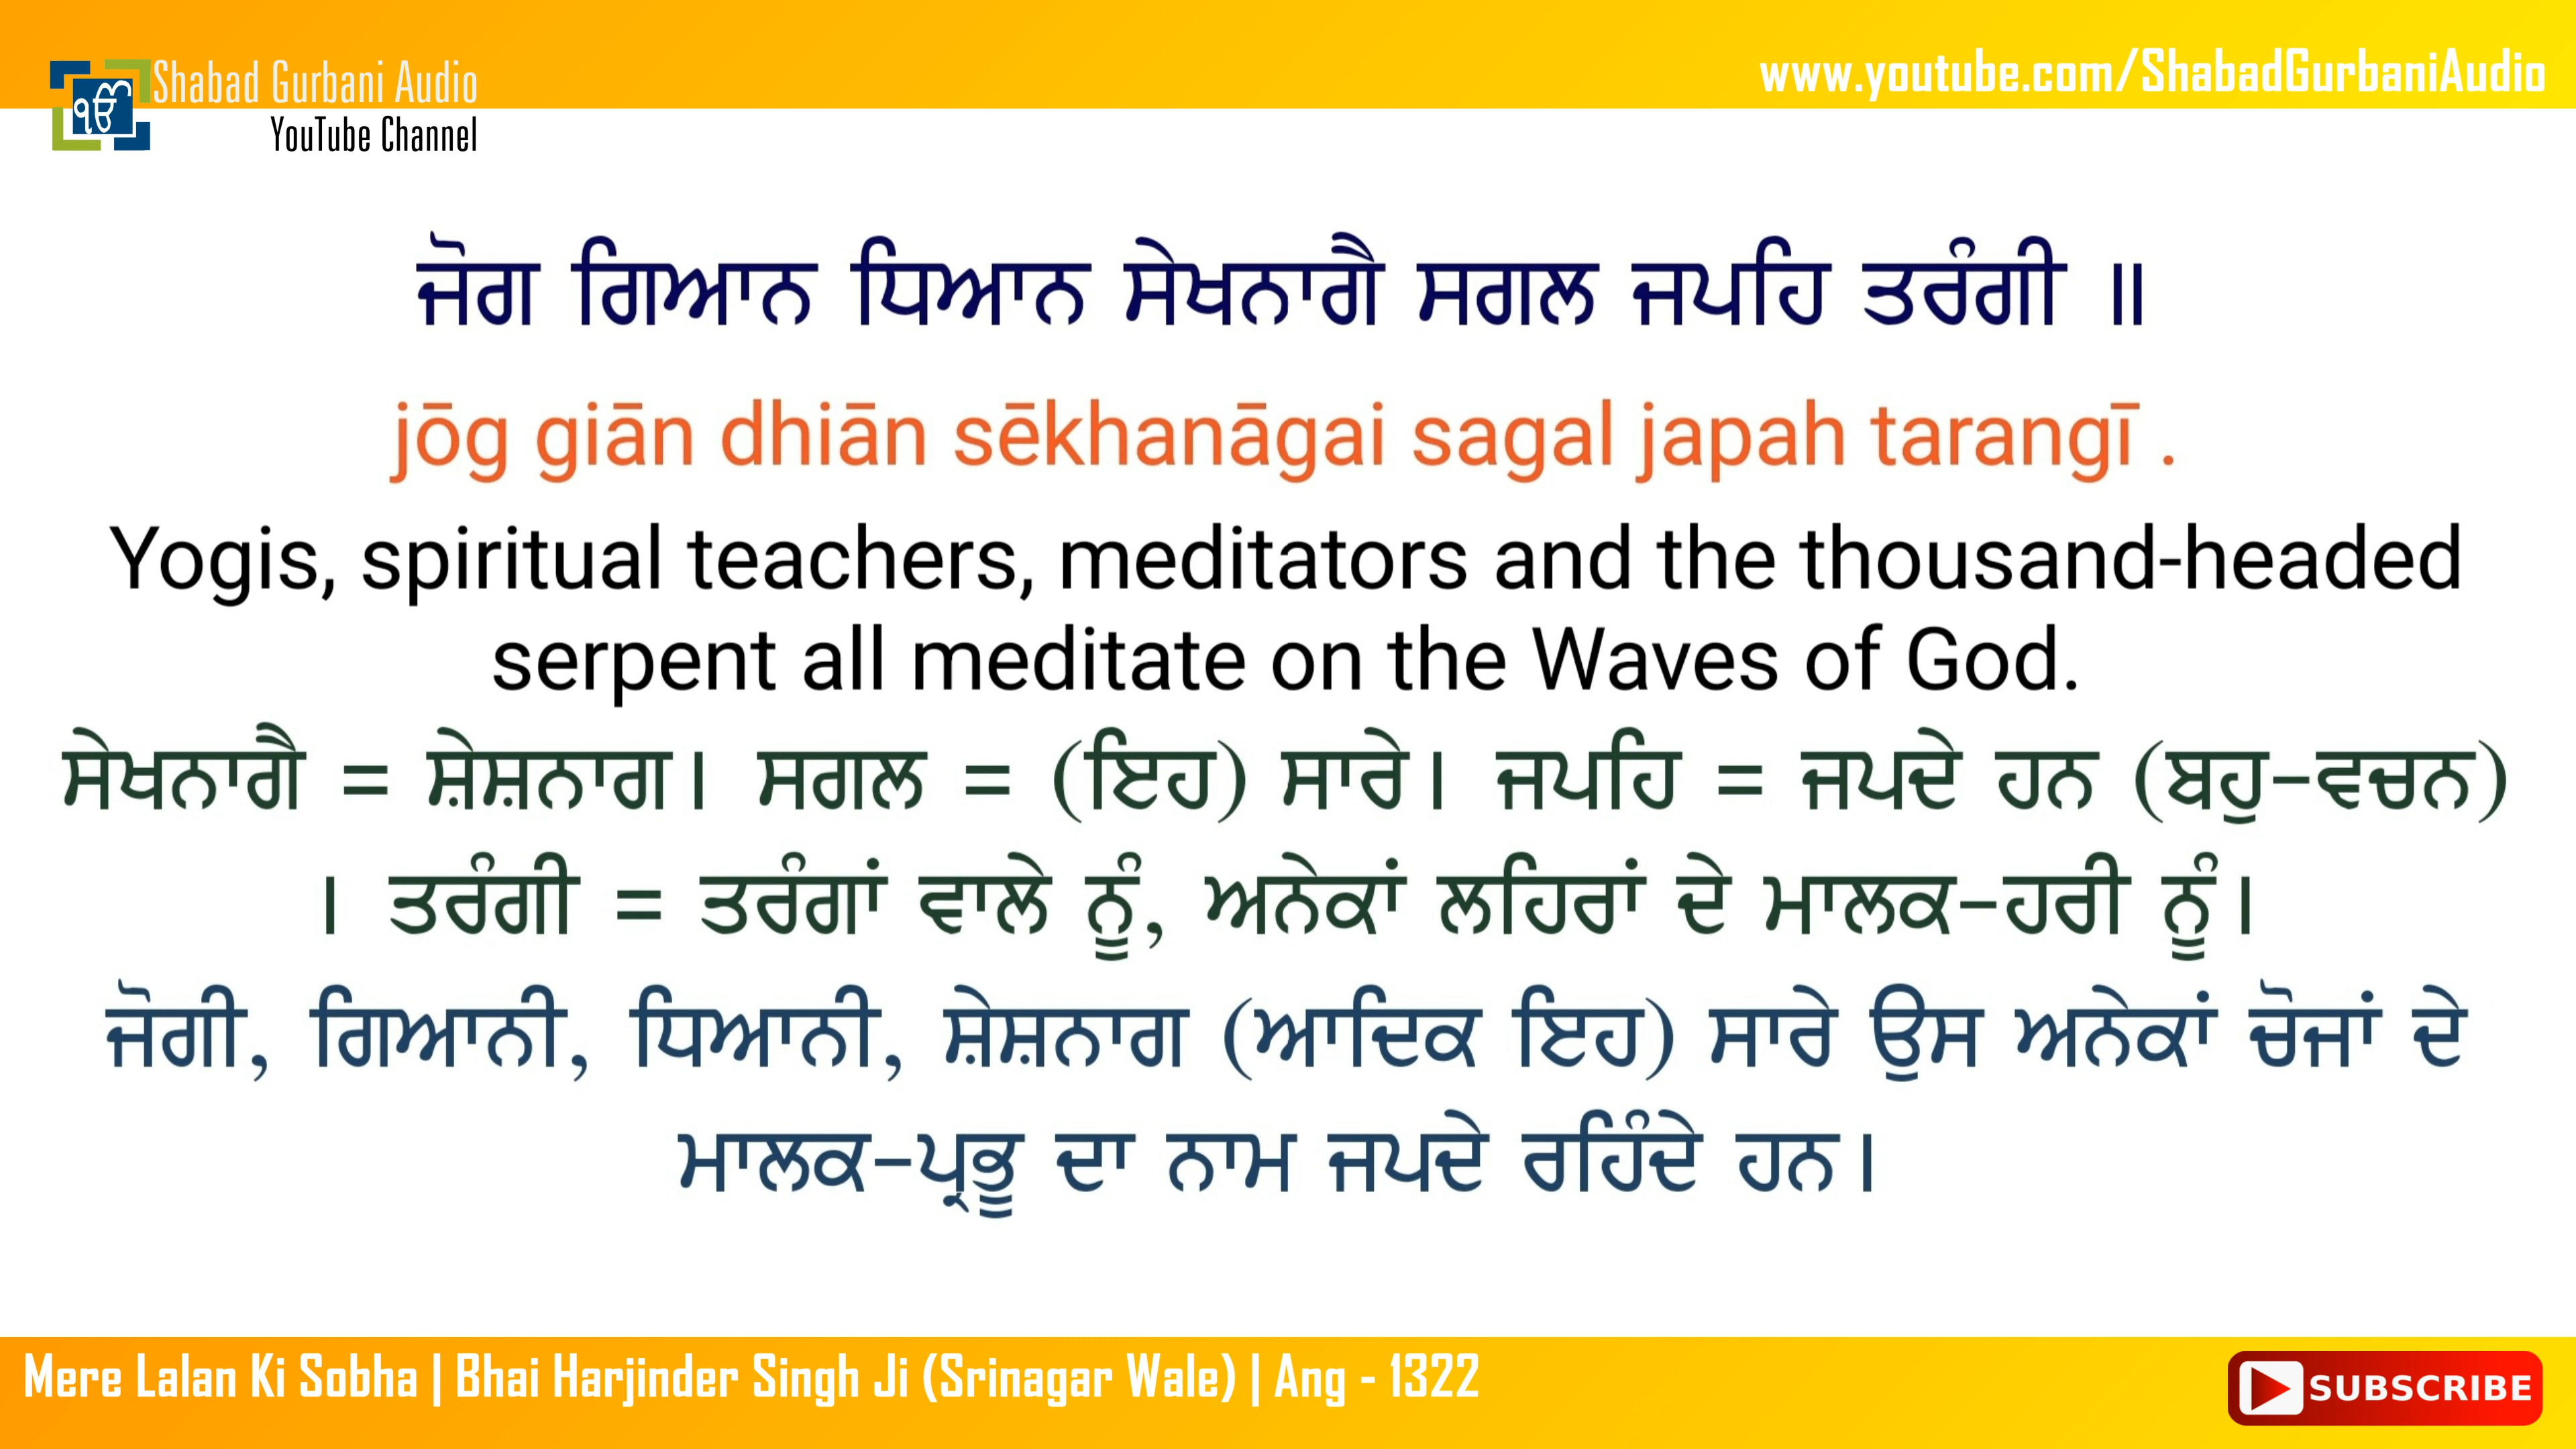 Shabad Gurbani Audio
YouTube Channel
www.youtube.com/ShabadGurbaniAudio
ੴ
ਜੋਗ ਗਿਆਨ ਧਿਆਨ ਸੇਖਨਾਗੈ ਸਗਲ ਜਪਹਿ ਤਰੰਗੀ ॥
jōg giān dhiān sēkhanāgai sagal japah tarangī .
Yogis, spiritual teachers, meditators and the thousand-headed
serpent all meditate on the Waves of God.
ਸੇਖਨਾਗੈ = ਸ਼ੇਸ਼ਨਾਗ। ਸਗਲ = (ਇਹ) ਸਾਰੇ। ਜਪਹਿ = ਜਪਦੇ ਹਨ (ਬਹੁ-ਵਚਨ)
। ਤਰੰਗੀ = ਤਰੰਗਾਂ ਵਾਲੇ ਨੂੰ, ਅਨੇਕਾਂ ਲਹਿਰਾਂ ਦੇ ਮਾਲਕ-ਹਰੀ ਨੂੰ।
ਜੋਗੀ, ਗਿਆਨੀ, ਧਿਆਨੀ, ਸ਼ੇਸ਼ਨਾਗ (ਆਦਿਕ ਇਹ) ਸਾਰੇ ਉਸ ਅਨੇਕਾਂ ਚੋਜਾਂ ਦੇ
ਮਾਲਕ-ਪ੍ਰਭੂ ਦਾ ਨਾਮ ਜਪਦੇ ਰਹਿੰਦੇ ਹਨ।
Mere Lalan Ki Sobha | Bhai Harjinder Singh Ji (Srinagar Wale) | Ang - 1322
SUBSCRIBE